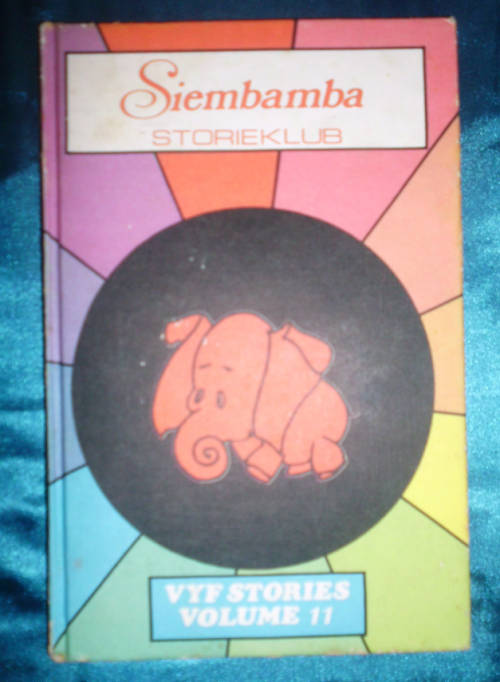 Siembamba
STORIEKLUB
VYF STORIES
VOLUME 11